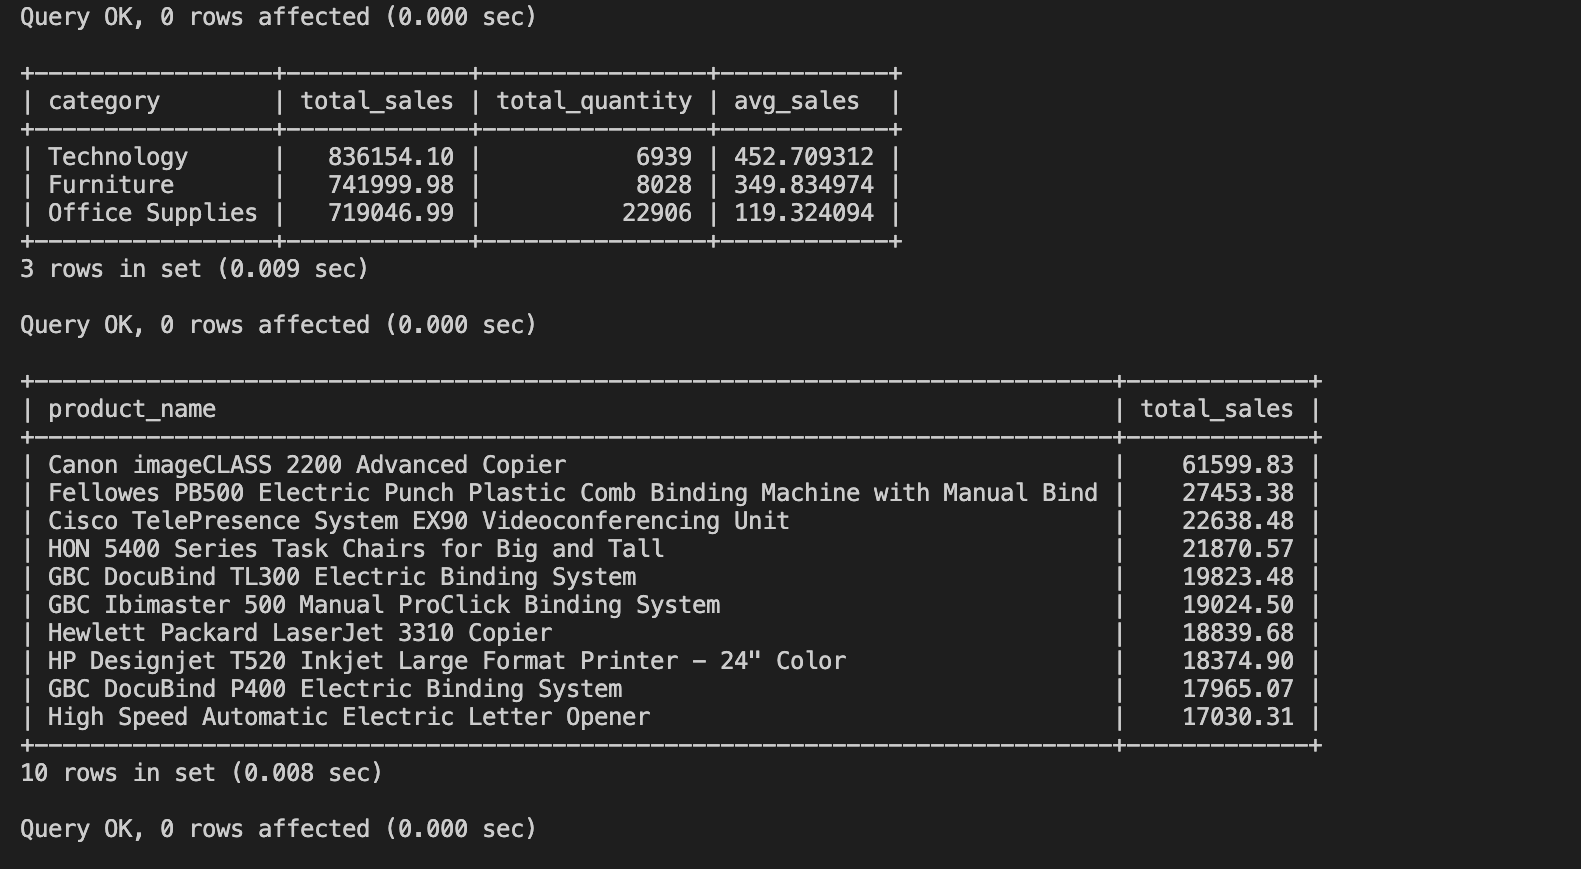 Query OK, 0 rows affected (0.000 sec)
+-----------------+-------------+----------------+------------+
| category        | total_sales | total_quantity | avg_sales  |
+-----------------+-------------+----------------+------------+
| Technology      |   836154.10 |           6939 | 452.709312 |
| Furniture       |   741999.98 |           8028 | 349.834974 |
| Office Supplies |   719046.99 |          22906 | 119.324094 |
+-----------------+-------------+----------------+------------+
3 rows in set (0.009 sec)
Query OK, 0 rows affected (0.000 sec)
+-----------------------------------------------------------------------------+-------------+
| product_name                                                                | total_sales |
+-----------------------------------------------------------------------------+-------------+
| Canon imageCLASS 2200 Advanced Copier                                       |    61599.83 |
| Fellowes PB500 Electric Punch Plastic Comb Binding Machine with Manual Bind |    27453.38 |
| Cisco TelePresence System EX90 Videoconferencing Unit                       |    22638.48 |
| HON 5400 Series Task Chairs for Big and Tall                                |    21870.57 |
| GBC DocuBind TL300 Electric Binding System                                  |    19823.48 |
| GBC Ibimaster 500 Manual ProClick Binding System                            |    19024.50 |
| Hewlett Packard LaserJet 3310 Copier                                        |    18839.68 |
| HP Designjet T520 Inkjet Large Format Printer - 24" Color                   |    18374.90 |
| GBC DocuBind P400 Electric Binding System                                   |    17965.07 |
| High Speed Automatic Electric Letter Opener                                 |    17030.31 |
+-----------------------------------------------------------------------------+-------------+
10 rows in set (0.008 sec)
Query OK, 0 rows affected (0.000 sec)